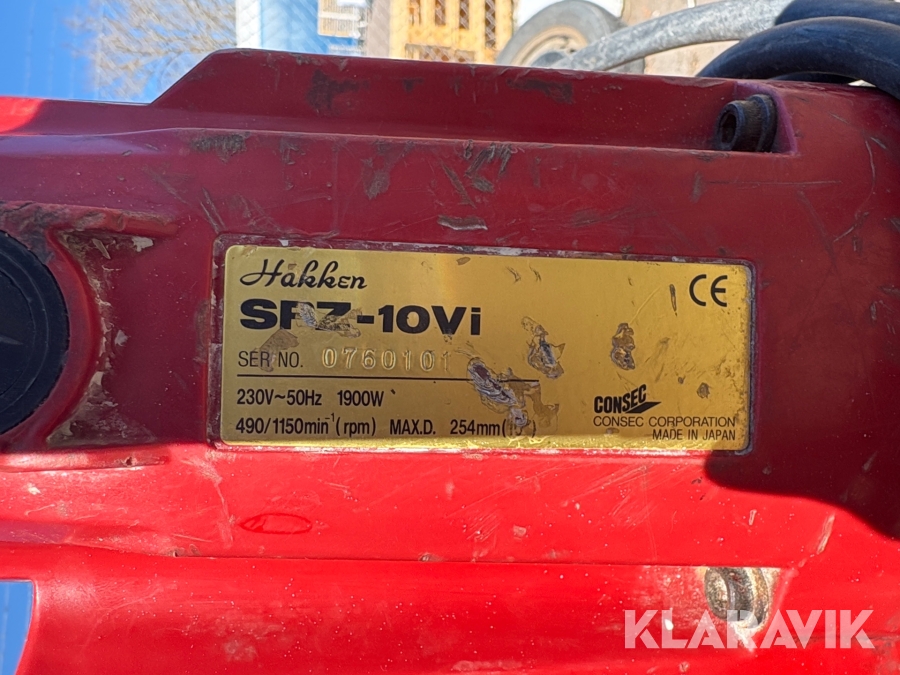 Hakken
CE
SPZ-10Vi
SER NO. 0760101
230V~50Hz 1900W
490/1150min⁻¹(rpm) MAX.D. 254mm
CONSEC
CONSEC CORPORATION
MADE IN JAPAN
KLARAVIK